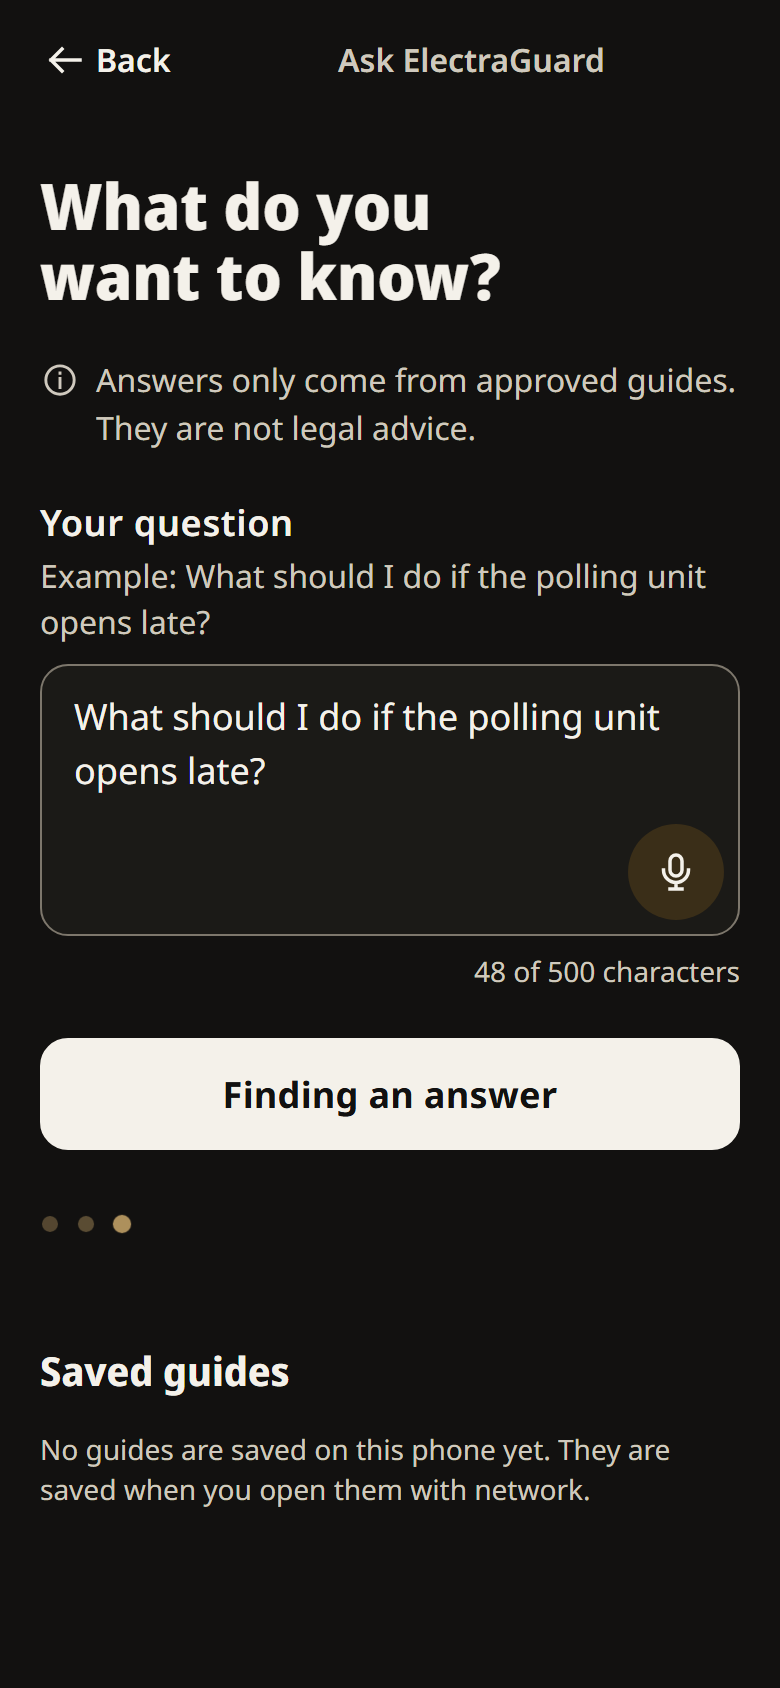 Back
Ask ElectraGuard
What do you
want to know?
Answers only come from approved guides.
They are not legal advice.
Your question
Example: What should I do if the polling unit
opens late?
What should I do if the polling unit
opens late?
48 of 500 characters
Finding an answer
Saved guides
No guides are saved on this phone yet. They are
saved when you open them with network.